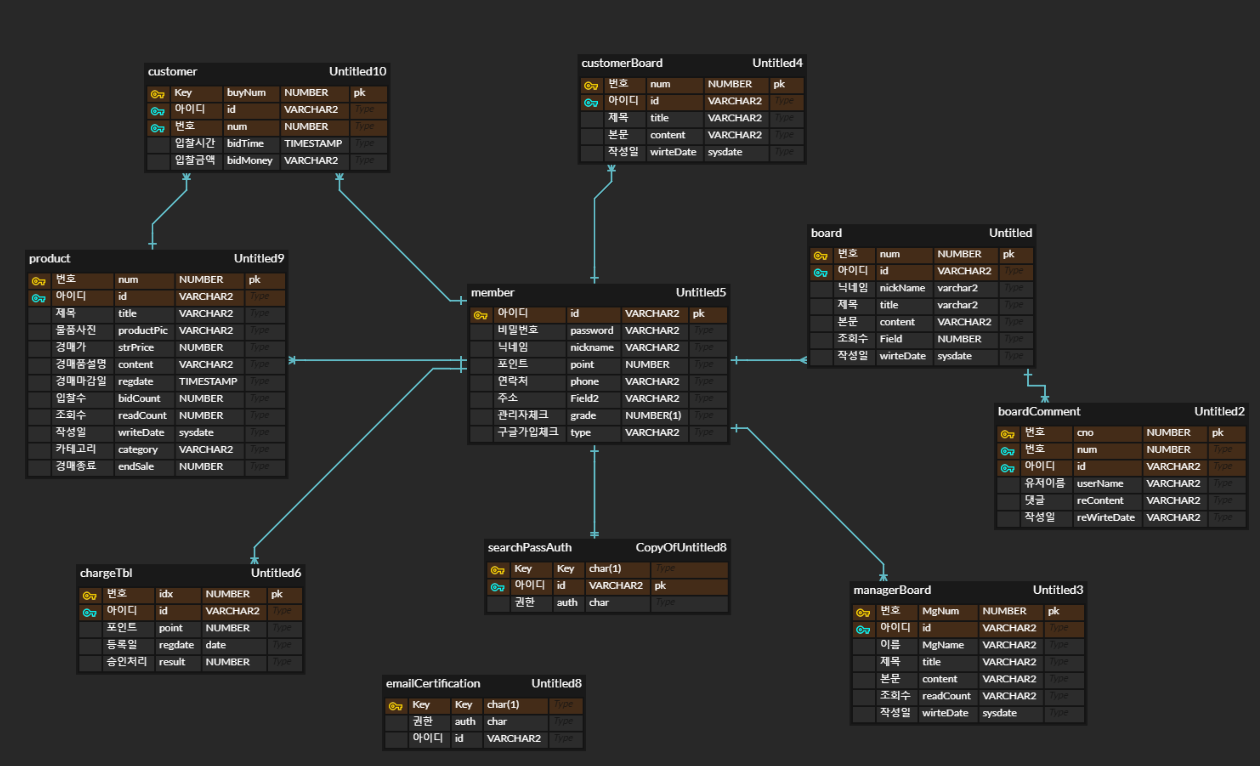 customer Untitled10
Key buyNum NUMBER pk
아이디 id VARCHAR2 Type
번호 num NUMBER Type
입찰시간 bidTime TIMESTAMP Type
입찰금액 bidMoney VARCHAR2 Type
customerBoard Untitled4
번호 num NUMBER pk
아이디 id VARCHAR2 Type
제목 title VARCHAR2 Type
본문 content VARCHAR2 Type
작성일 wirteDate sysdate Type
product Untitled9
번호 num NUMBER pk
아이디 id VARCHAR2 Type
제목 title VARCHAR2 Type
물품사진 productPic VARCHAR2 Type
경매가 strPrice NUMBER Type
경매품설명 content VARCHAR2 Type
경매마감일 regdate TIMESTAMP Type
입찰수 bidCount NUMBER Type
조회수 readCount NUMBER Type
작성일 writeDate sysdate Type
카테고리 category VARCHAR2 Type
경매종료 endSale NUMBER Type
member Untitled5
아이디 id VARCHAR2 pk
비밀번호 password VARCHAR2 Type
닉네임 nickname VARCHAR2 Type
포인트 point NUMBER Type
연락처 phone VARCHAR2 Type
주소 Field2 VARCHAR2 Type
관리자체크 grade NUMBER(1) Type
구글가입체크 type VARCHAR2 Type
board Untitled
번호 num NUMBER pk
아이디 id VARCHAR2 Type
닉네임 nickName varchar2 Type
제목 title varchar2 Type
본문 content VARCHAR2 Type
조회수 Field NUMBER Type
작성일 wirteDate sysdate Type
boardComment Untitled2
번호 cno NUMBER pk
번호 num NUMBER Type
아이디 id VARCHAR2 Type
유저이름 userName VARCHAR2 Type
댓글 reContent VARCHAR2 Type
작성일 reWirteDate VARCHAR2 Type
chargeTbl Untitled6
번호 idx NUMBER pk
아이디 id VARCHAR2 Type
포인트 point NUMBER Type
등록일 regdate date Type
승인처리 result NUMBER Type
searchPassAuth CopyOfUntitled8
Key Key char(1) Type
아이디 id VARCHAR2 pk
권한 auth char Type
managerBoard Untitled3
번호 MgNum NUMBER pk
아이디 id VARCHAR2 Type
이름 MgName VARCHAR2 Type
제목 title VARCHAR2 Type
본문 content VARCHAR2 Type
조회수 readCount VARCHAR2 Type
작성일 wirteDate sysdate Type
emailCertification Untitled8
Key Key char(1) Type
권한 auth char Type
아이디 id VARCHAR2 Type